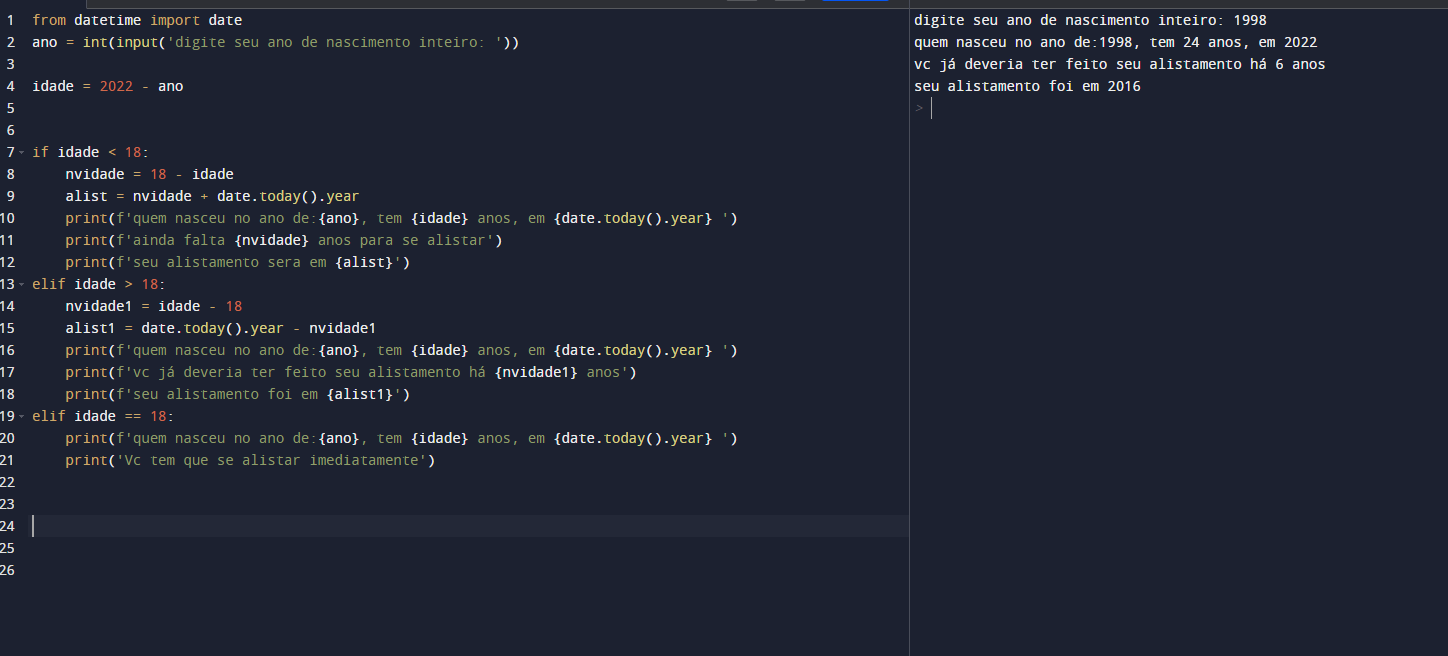 1 from datetime import date
2 ano = int(input('digite seu ano de nascimento inteiro: '))
3
4 idade = 2022 - ano
5
6
7 if idade < 18:
8     nvidade = 18 - idade
9     alist = nvidade + date.today().year
10     print(f'quem nasceu no ano de:{ano}, tem {idade} anos, em {date.today().year} ')
11     print(f'ainda falta {nvidade} anos para se alistar')
12     print(f'seu alistamento sera em {alist}')
13 elif idade > 18:
14     nvidade1 = idade - 18
15     alist1 = date.today().year - nvidade1
16     print(f'quem nasceu no ano de:{ano}, tem {idade} anos, em {date.today().year} ')
17     print(f'vc já deveria ter feito seu alistamento há {nvidade1} anos')
18     print(f'seu alistamento foi em {alist1}')
19 elif idade == 18:
20     print(f'quem nasceu no ano de:{ano}, tem {idade} anos, em {date.today().year} ')
21     print('Vc tem que se alistar imediatamente')
22
23
24
25
26
digite seu ano de nascimento inteiro: 1998
quem nasceu no ano de:1998, tem 24 anos, em 2022
vc já deveria ter feito seu alistamento há 6 anos
seu alistamento foi em 2016
>